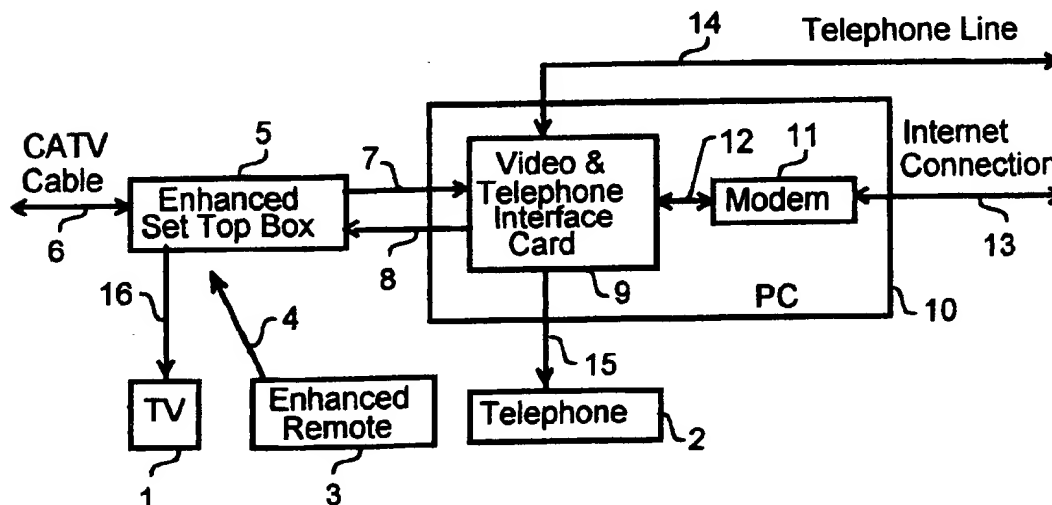 14
Telephone Line
CATV
Cable
6
5
Enhanced
Set Top Box
7
8
Video &
Telephone
Interface
Card
9
12
11
Modem
Internet
Connection
13
PC
10
16
4
15
TV
1
Enhanced
Remote
3
Telephone
2